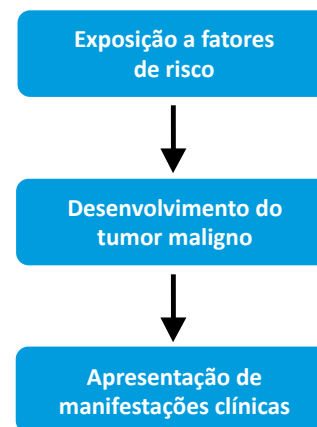 Exposição a fatores
de risco
Desenvolvimento do
tumor maligno
Apresentação de
manifestações clínicas